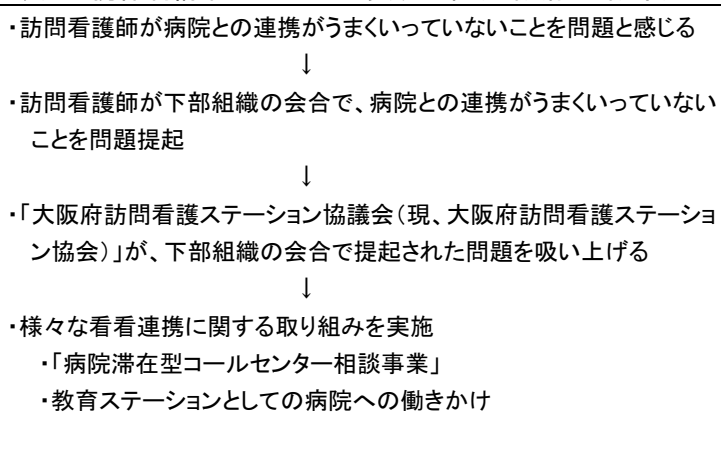 ・訪問看護師が病院との連携がうまくいっていないことを問題と感じる
↓
・訪問看護師が下部組織の会合で、病院との連携がうまくいっていない
ことを問題提起
↓
・「大阪府訪問看護ステーション協議会（現、大阪府訪問看護ステーショ
ン協会）」が、下部組織の会合で提起された問題を吸い上げる
↓
・様々な看看連携に関する取り組みを実施
・「病院滞在型コールセンター相談事業」
・教育ステーションとしての病院への働きかけ